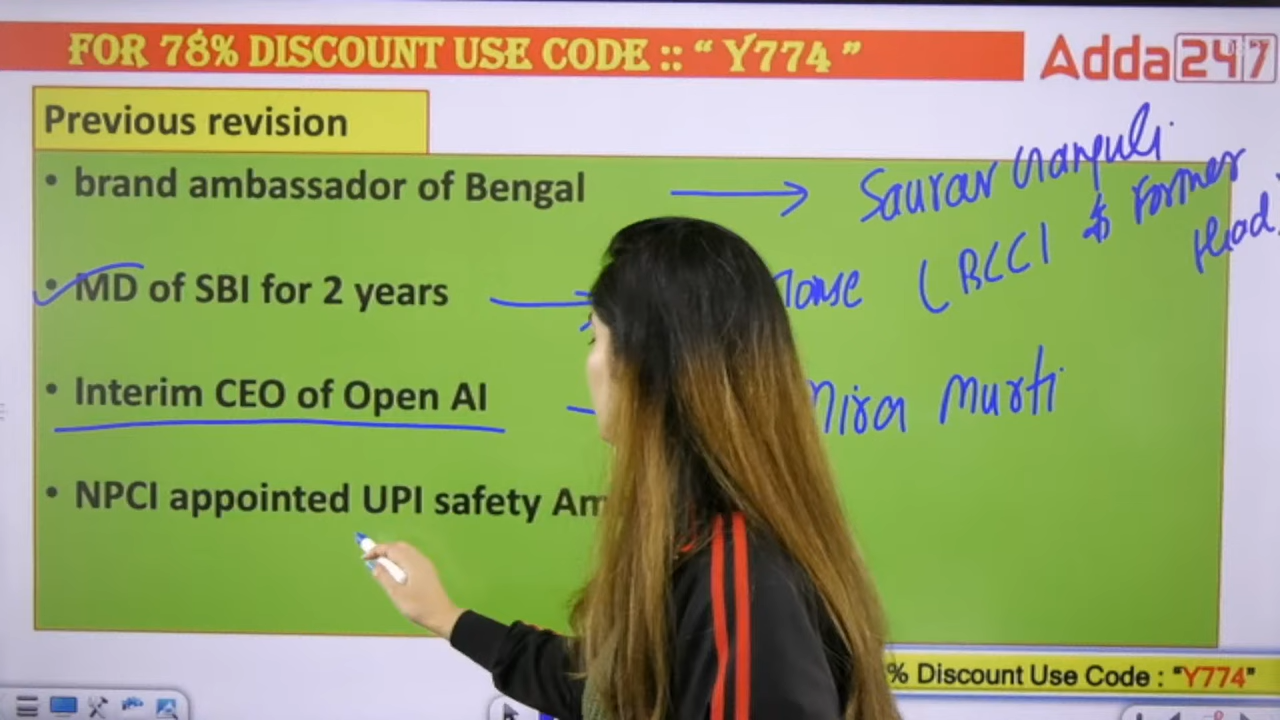 FOR 78% DISCOUNT USE CODE :: “ Y774 ”
Adda247
Previous revision
• brand ambassador of Bengal → Saurav Ganguli
• MD of SBI for 2 years (BCCI Former Head)
• Interim CEO of Open AI Mira Murti
• NPCI appointed UPI safety Am
% Discount Use Code : "Y774"